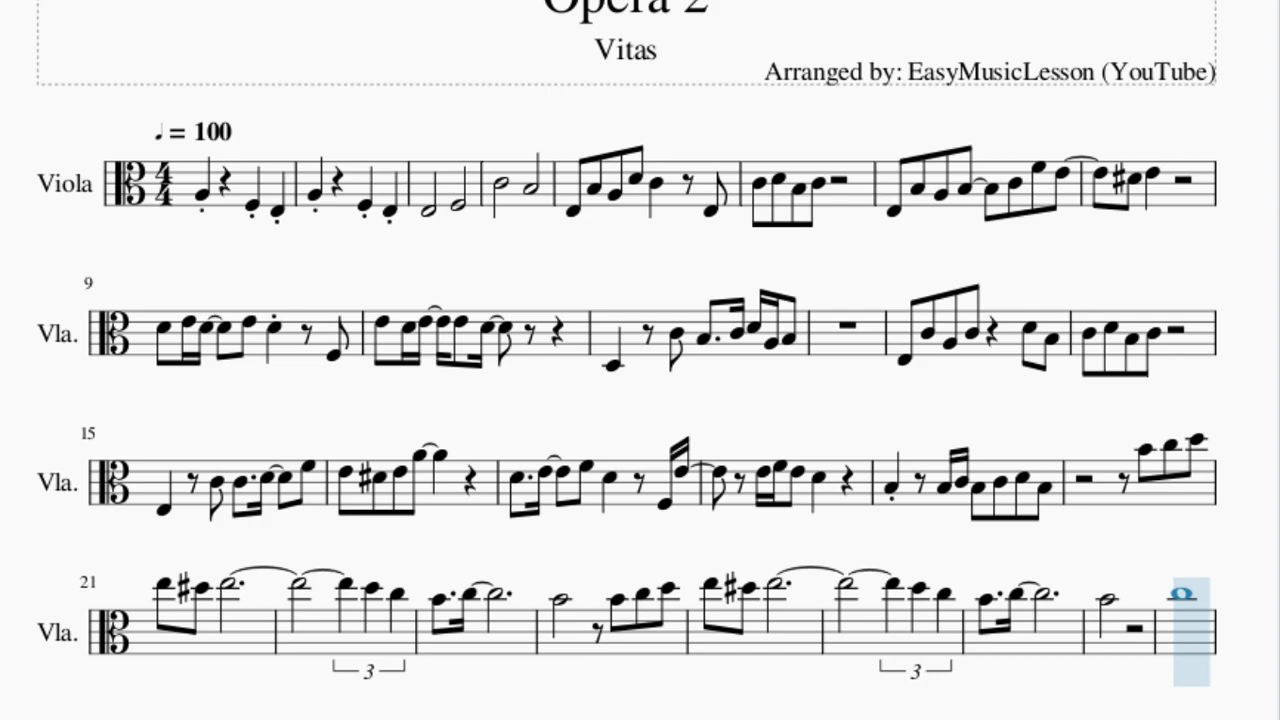 Opera 2
Vitas
Arranged by: EasyMusicLesson (YouTube)
♩ = 100
Viola
4
4
9
Vla.
15
Vla.
21
Vla.
3
3